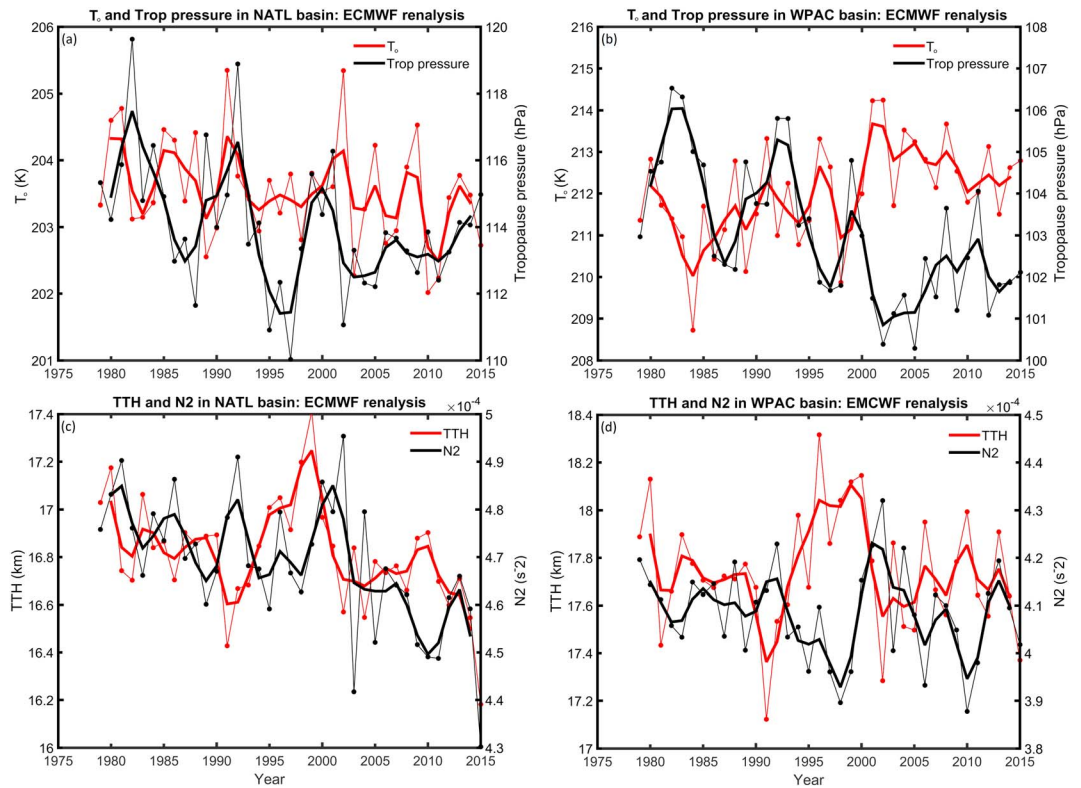 Tₒ and Trop pressure in NATL basin: ECMWF renalysis
(a)
Tₒ
Trop pressure
206
205
204
203
202
201
Tₒ (K)
120
118
116
114
112
110
Tropopause pressure (hPa)
1975 1980 1985 1990 1995 2000 2005 2010 2015
Tₒ and Trop pressure in WPAC basin: ECMWF renalysis
(b)
Tₒ
Trop pressure
216
215
214
213
212
211
210
209
208
Tₒ (K)
108
107
106
105
104
103
102
101
100
Troppause pressure (hPa)
1975 1980 1985 1990 1995 2000 2005 2010 2015
TTH and N2 in NATL basin: ECMWF renalysis
×10⁻⁴
(c)
TTH
N2
17.4
17.2
17
16.8
16.6
16.4
16.2
16
TTH (km)
5
4.9
4.8
4.7
4.6
4.5
4.4
4.3
N2 (s⁻2)
1975 1980 1985 1990 1995 2000 2005 2010 2015
Year
TTH and N2 in WPAC basin: EMCWF renalysis
×10⁻⁴
(d)
TTH
N2
18.4
18.2
18
17.8
17.6
17.4
17.2
17
TTH (km)
4.5
4.4
4.3
4.2
4.1
4
3.9
3.8
N2 (s⁻2)
1975 1980 1985 1990 1995 2000 2005 2010 2015
Year